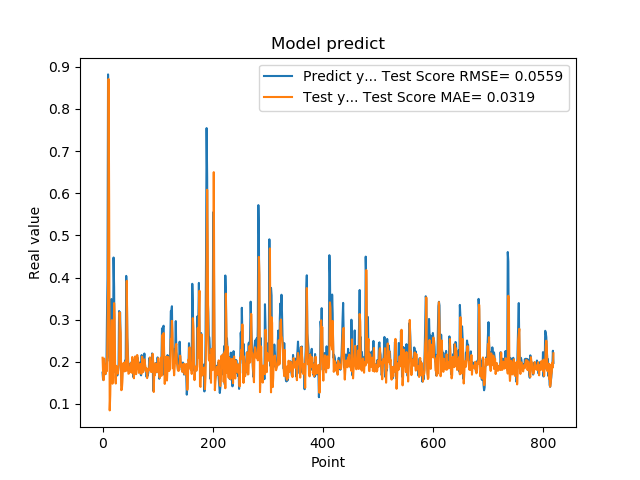 Model predict
Predict y... Test Score RMSE= 0.0559
Test y... Test Score MAE= 0.0319
Real value
0.9
0.8
0.7
0.6
0.5
0.4
0.3
0.2
0.1
0 200 400 600 800
Point